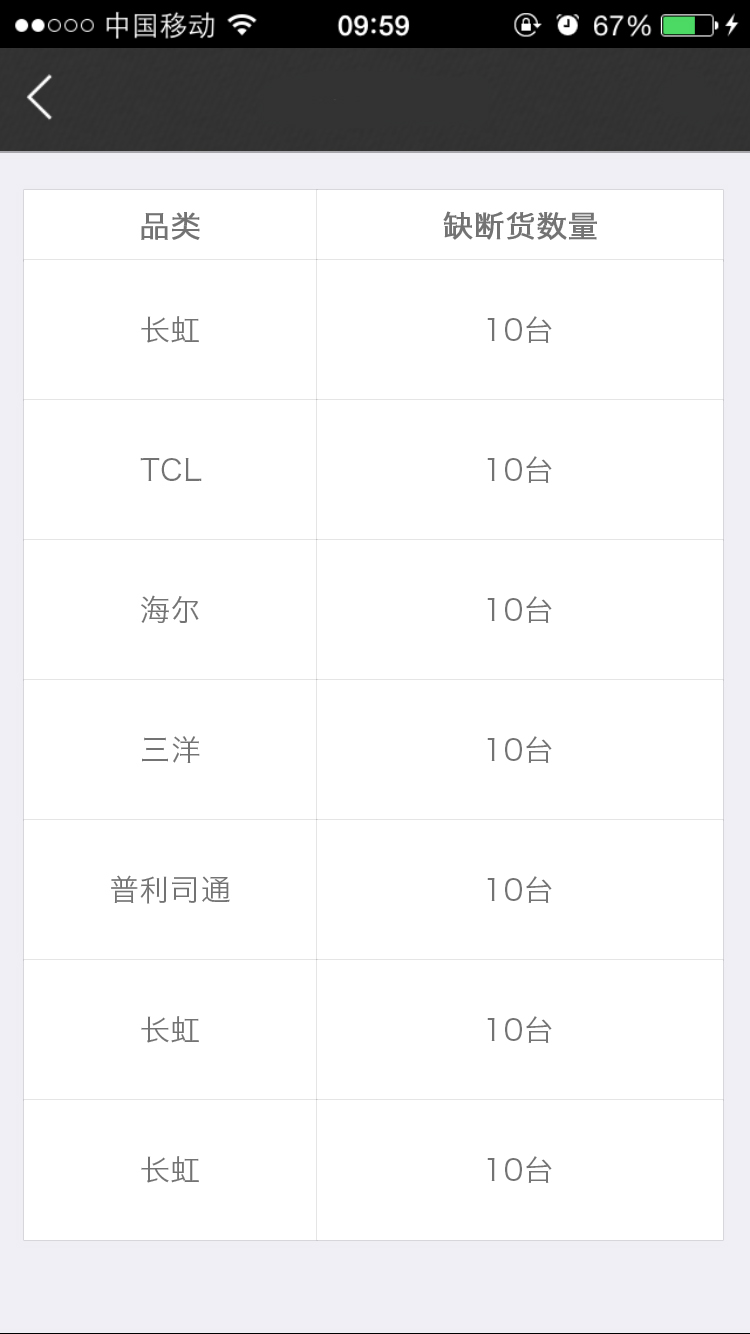 中国移动 09:59 67%
品类 缺断货数量
长虹 10台
TCL 10台
海尔 10台
三洋 10台
普利司通 10台
长虹 10台
长虹 10台